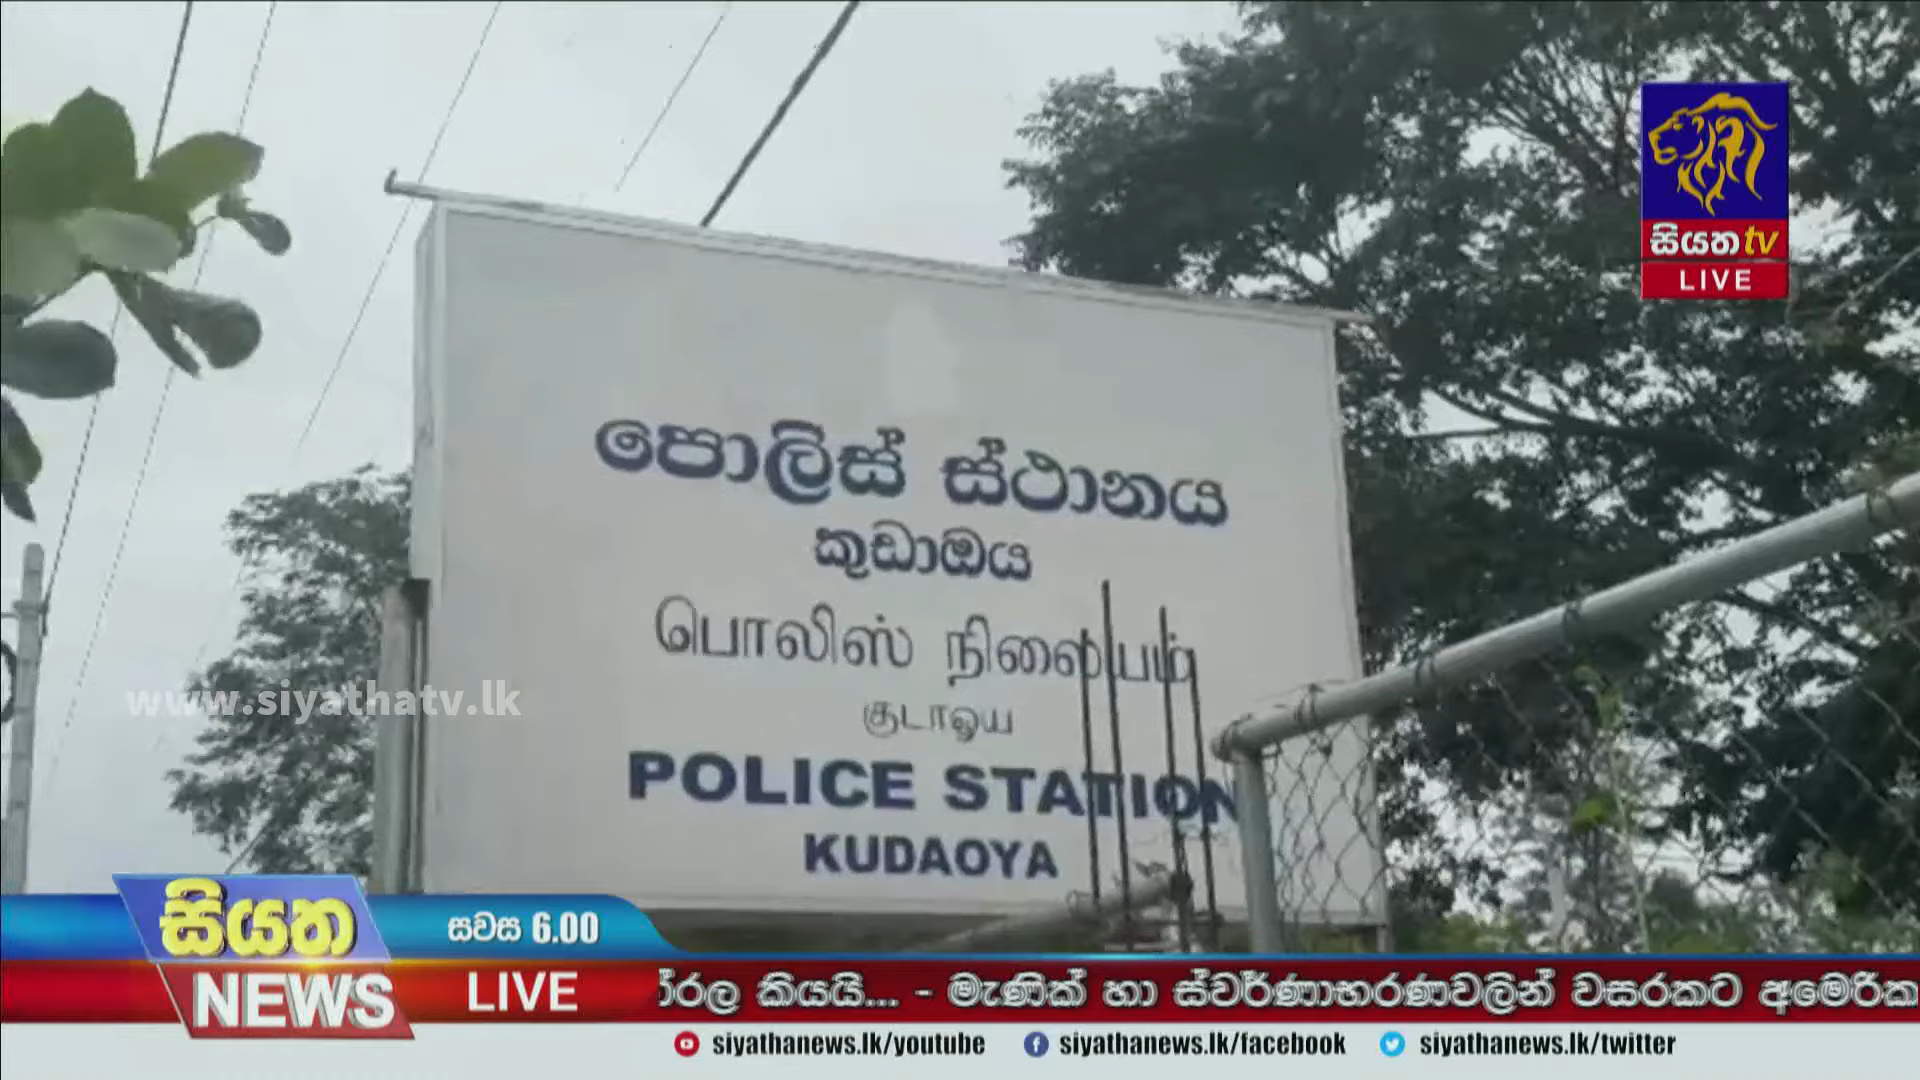 සියත tv
LIVE
පොලිස් ස්ථානය
කුඩාඔය
பொலிஸ் நிலையம்
குடாஓய
POLICE STATION
KUDAOYA
www.siyathatv.lk
සියත
NEWS
සවස 6.00
LIVE
කියයි... - මැණික් හා ස්වර්ණාභරණවලින් වසරකට අමෙරික
siyathanews.lk/youtube
siyathanews.lk/facebook
siyathanews.lk/twitter